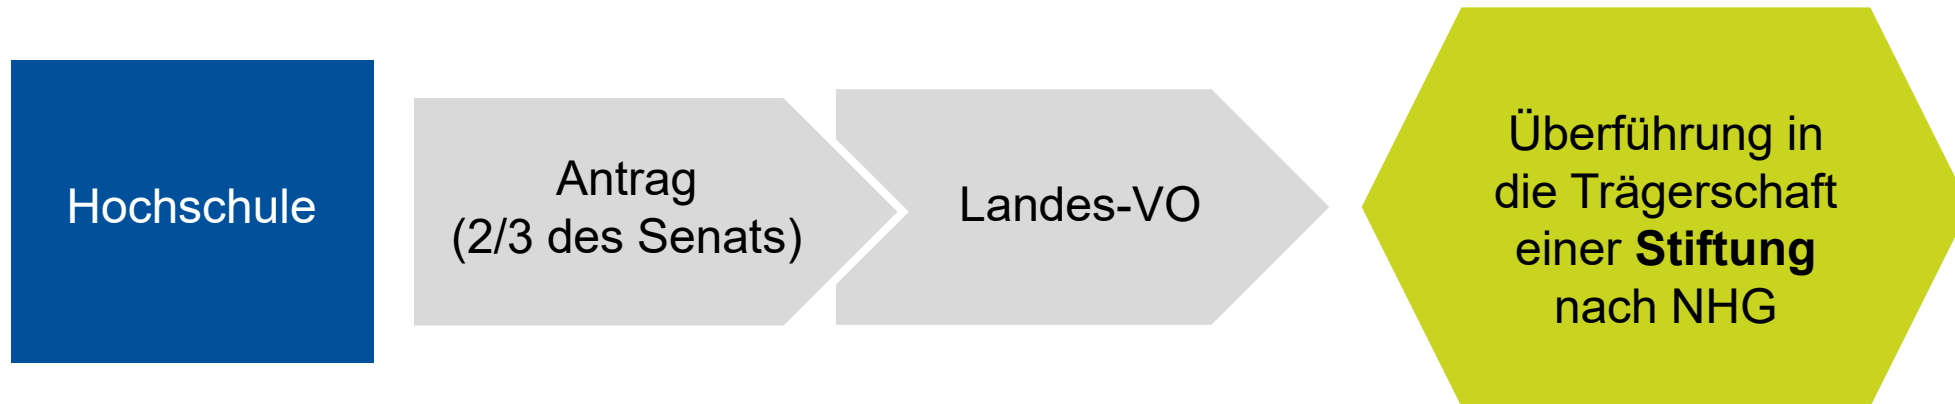 Hochschule
Antrag
(2/3 des Senats)
Landes-VO
Überführung in
die Trägerschaft
einer Stiftung
nach NHG